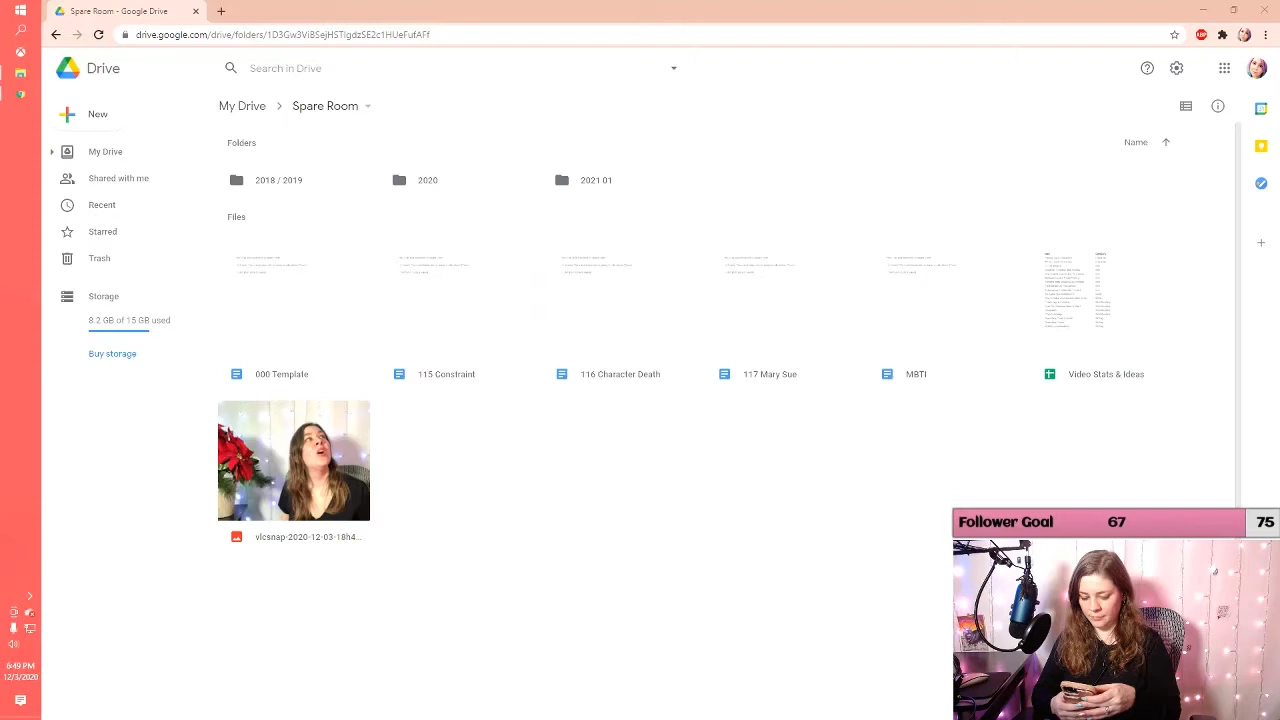 Spare Room - Google Drive
drive.google.com/drive/folders/1D3Gw3ViBSejHSTIgdzSE2c1HUeFufAFf
ABP
Drive
Search in Drive
New
My Drive
Spare Room
Folders
Name
My Drive
Shared with me
Recent
Starred
Trash
Storage
of 15 GB used
Buy storage
2018 / 2019
2020
2021 01
Files
000 Template
115 Constraint
116 Character Death
117 Mary Sue
MBTI
Video Stats & Ideas
vlcsnap-2020-12-03-18h4...
Follower Goal 67 75
6:49 PM
12/3/2020